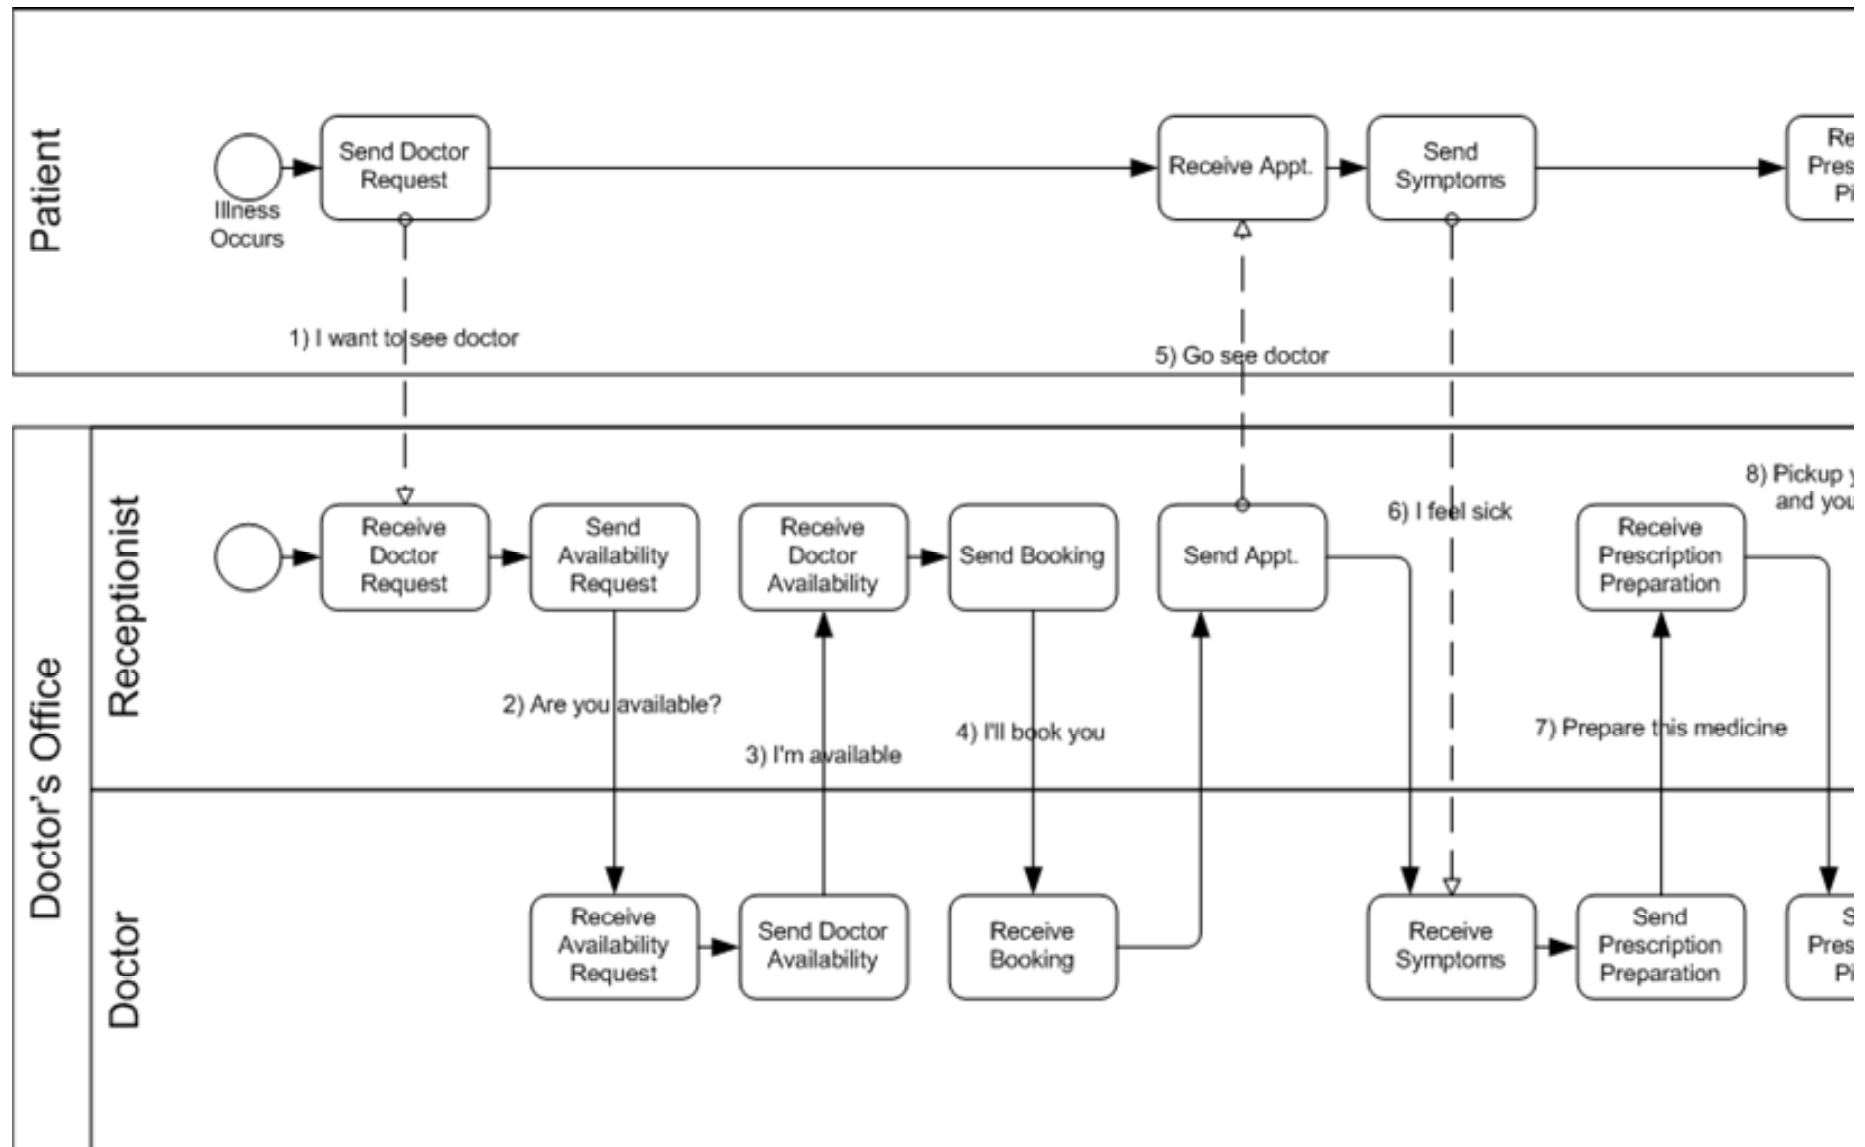 Patient
Illness
Occurs
Send Doctor
Request
Receive Appt.
Send
Symptoms
1) I want to see doctor
5) Go see doctor
Doctor's Office
Receptionist
Receive
Doctor
Request
Send
Availability
Request
Receive
Doctor
Availability
Send Booking
Send Appt.
6) I feel sick
Receive
Prescription
Preparation
8) Pickup
and
2) Are you available?
3) I'm available
4) I'll book you
7) Prepare this medicine
Doctor
Receive
Availability
Request
Send Doctor
Availability
Receive
Booking
Receive
Symptoms
Send
Prescription
Preparation